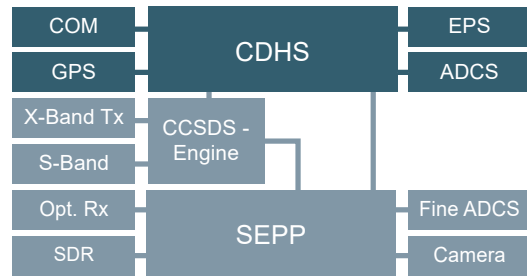 COM
CDHS
EPS
GPS
ADCS
X-Band Tx
CCSDS -
Engine
S-Band
Opt. Rx
SEPP
Fine ADCS
SDR
Camera